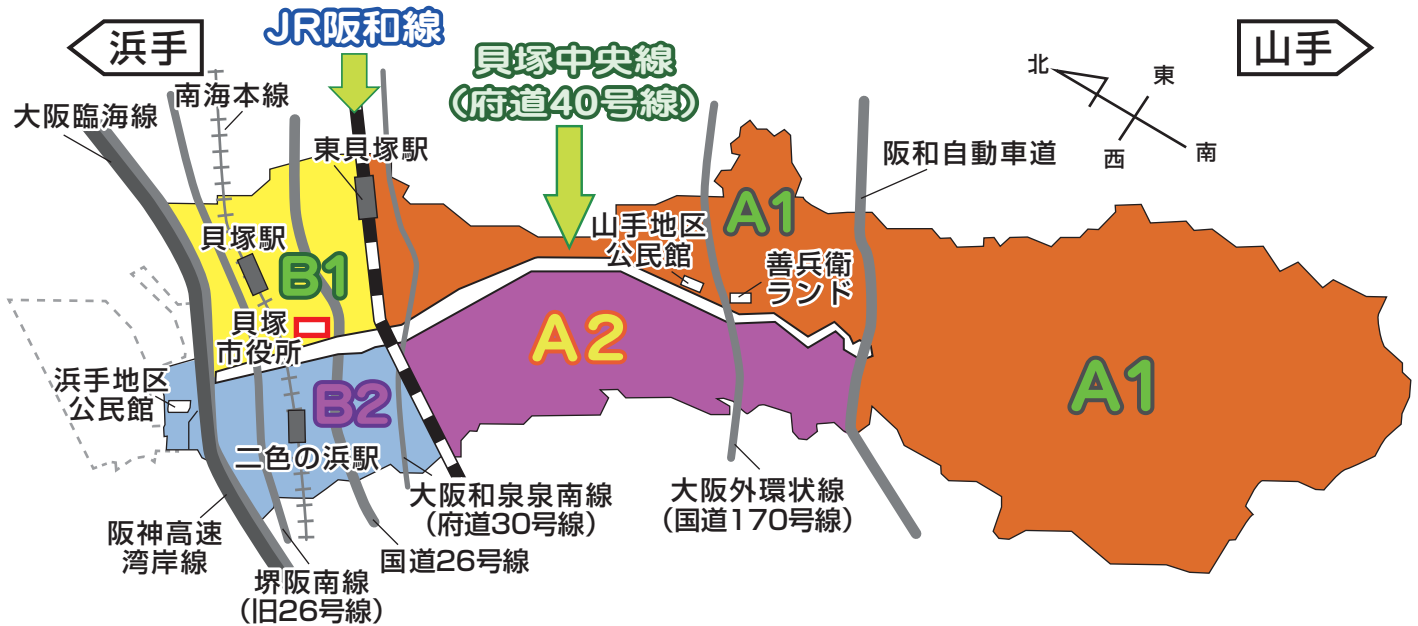 浜手
JR阪和線
山手
貝塚中央線
(府道40号線)
北
東
西
南
南海本線
大阪臨海線
東貝塚駅
阪和自動車道
A1
山手地区
公民館
善兵衛
ランド
貝塚駅
B1
貝塚
市役所
A2
A1
浜手地区
公民館
B2
二色の浜駅
大阪和泉泉南線
(府道30号線)
大阪外環状線
(国道170号線)
阪神高速
湾岸線
国道26号線
堺阪南線
(旧26号線)